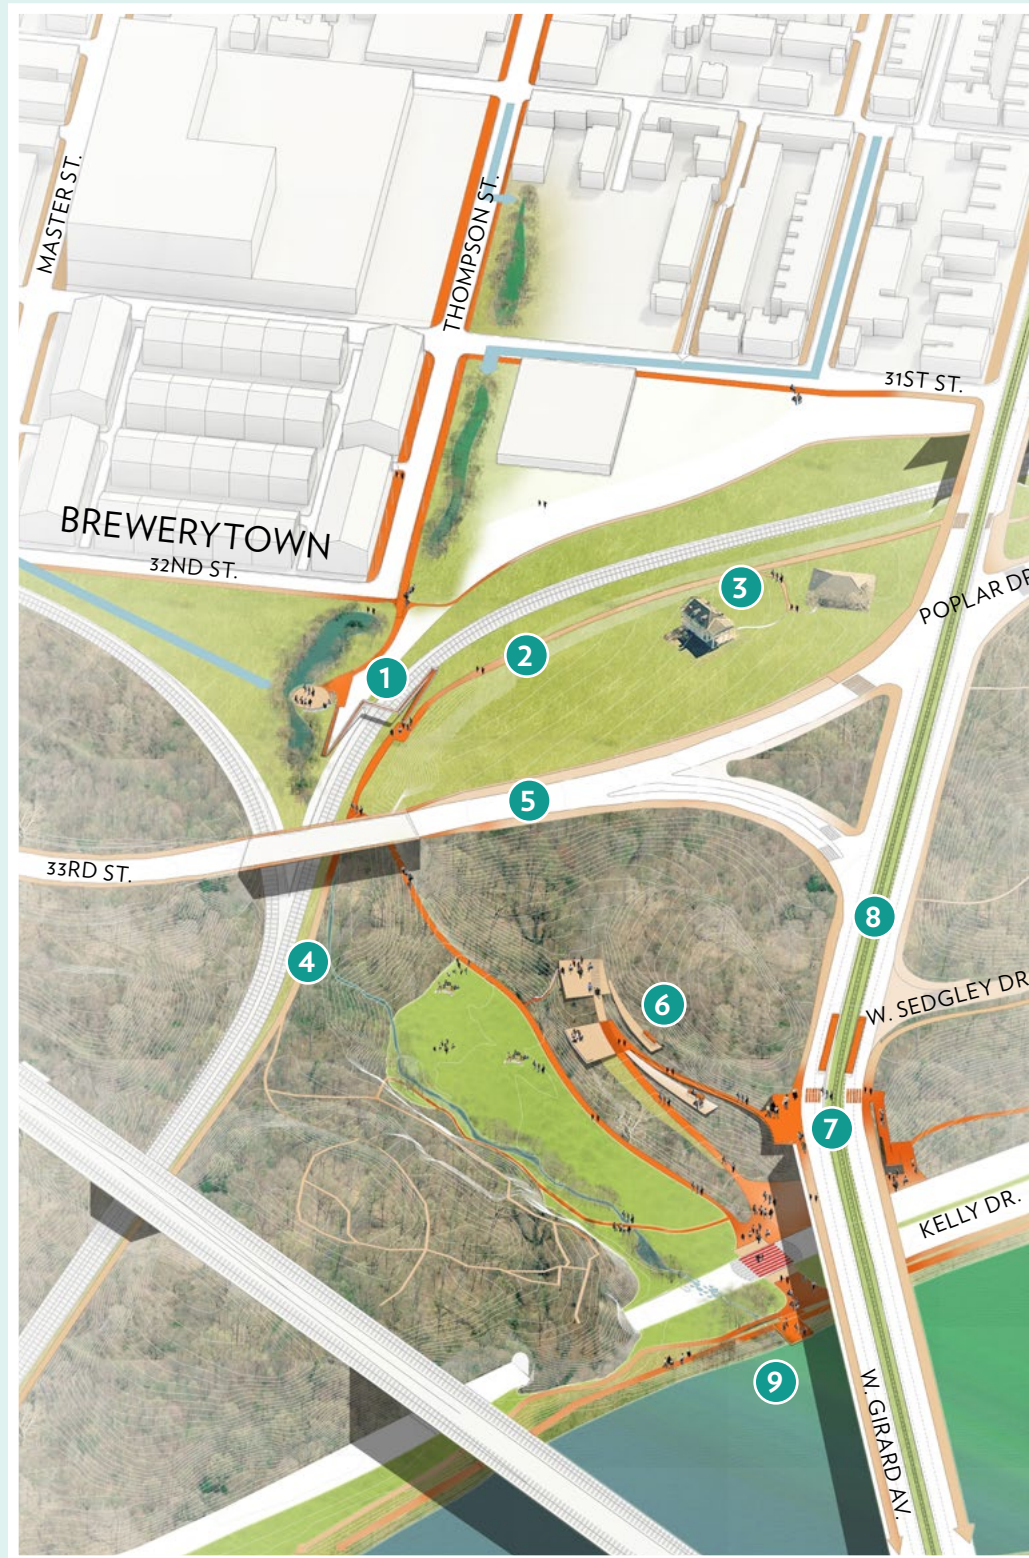 MASTER ST.
THOMPSON ST.
31ST ST.
BREWERYTOWN
32ND ST.
POPLAR DR
3
2
1
5
33RD ST.
8
4
W. SEDGLEY DR
6
7
KELLY DR.
9
W. GIRARD AV.